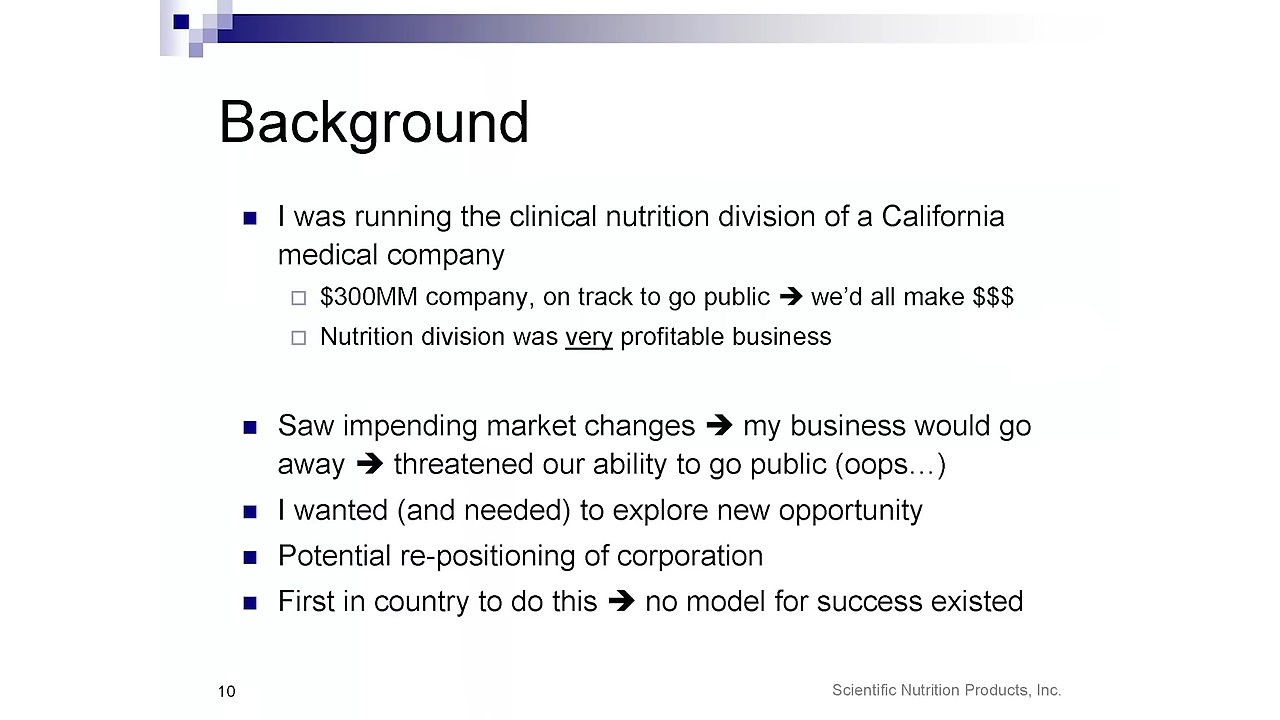 Background
I was running the clinical nutrition division of a California
medical company
$300MM company, on track to go public ➔ we’d all make $$$
Nutrition division was very profitable business
Saw impending market changes ➔ my business would go
away ➔ threatened our ability to go public (oops…)
I wanted (and needed) to explore new opportunity
Potential re-positioning of corporation
First in country to do this ➔ no model for success existed
10
Scientific Nutrition Products, Inc.